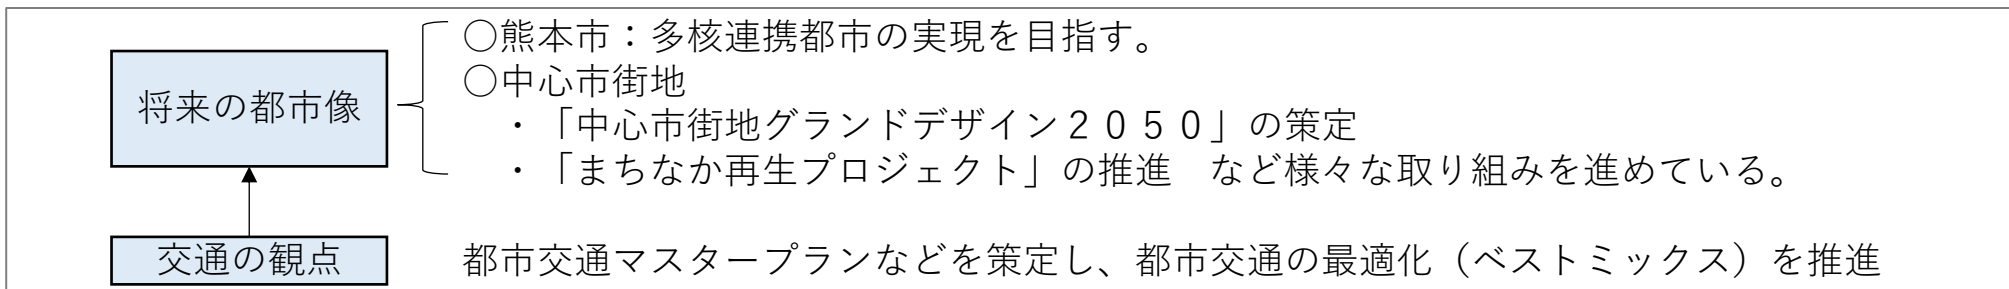 将来の都市像
○熊本市：多核連携都市の実現を目指す。
○中心市街地
・「中心市街地グランドデザイン２０５０」の策定
・「まちなか再生プロジェクト」の推進　など様々な取り組みを進めている。
交通の観点
都市交通マスタープランなどを策定し、都市交通の最適化（ベストミックス）を推進